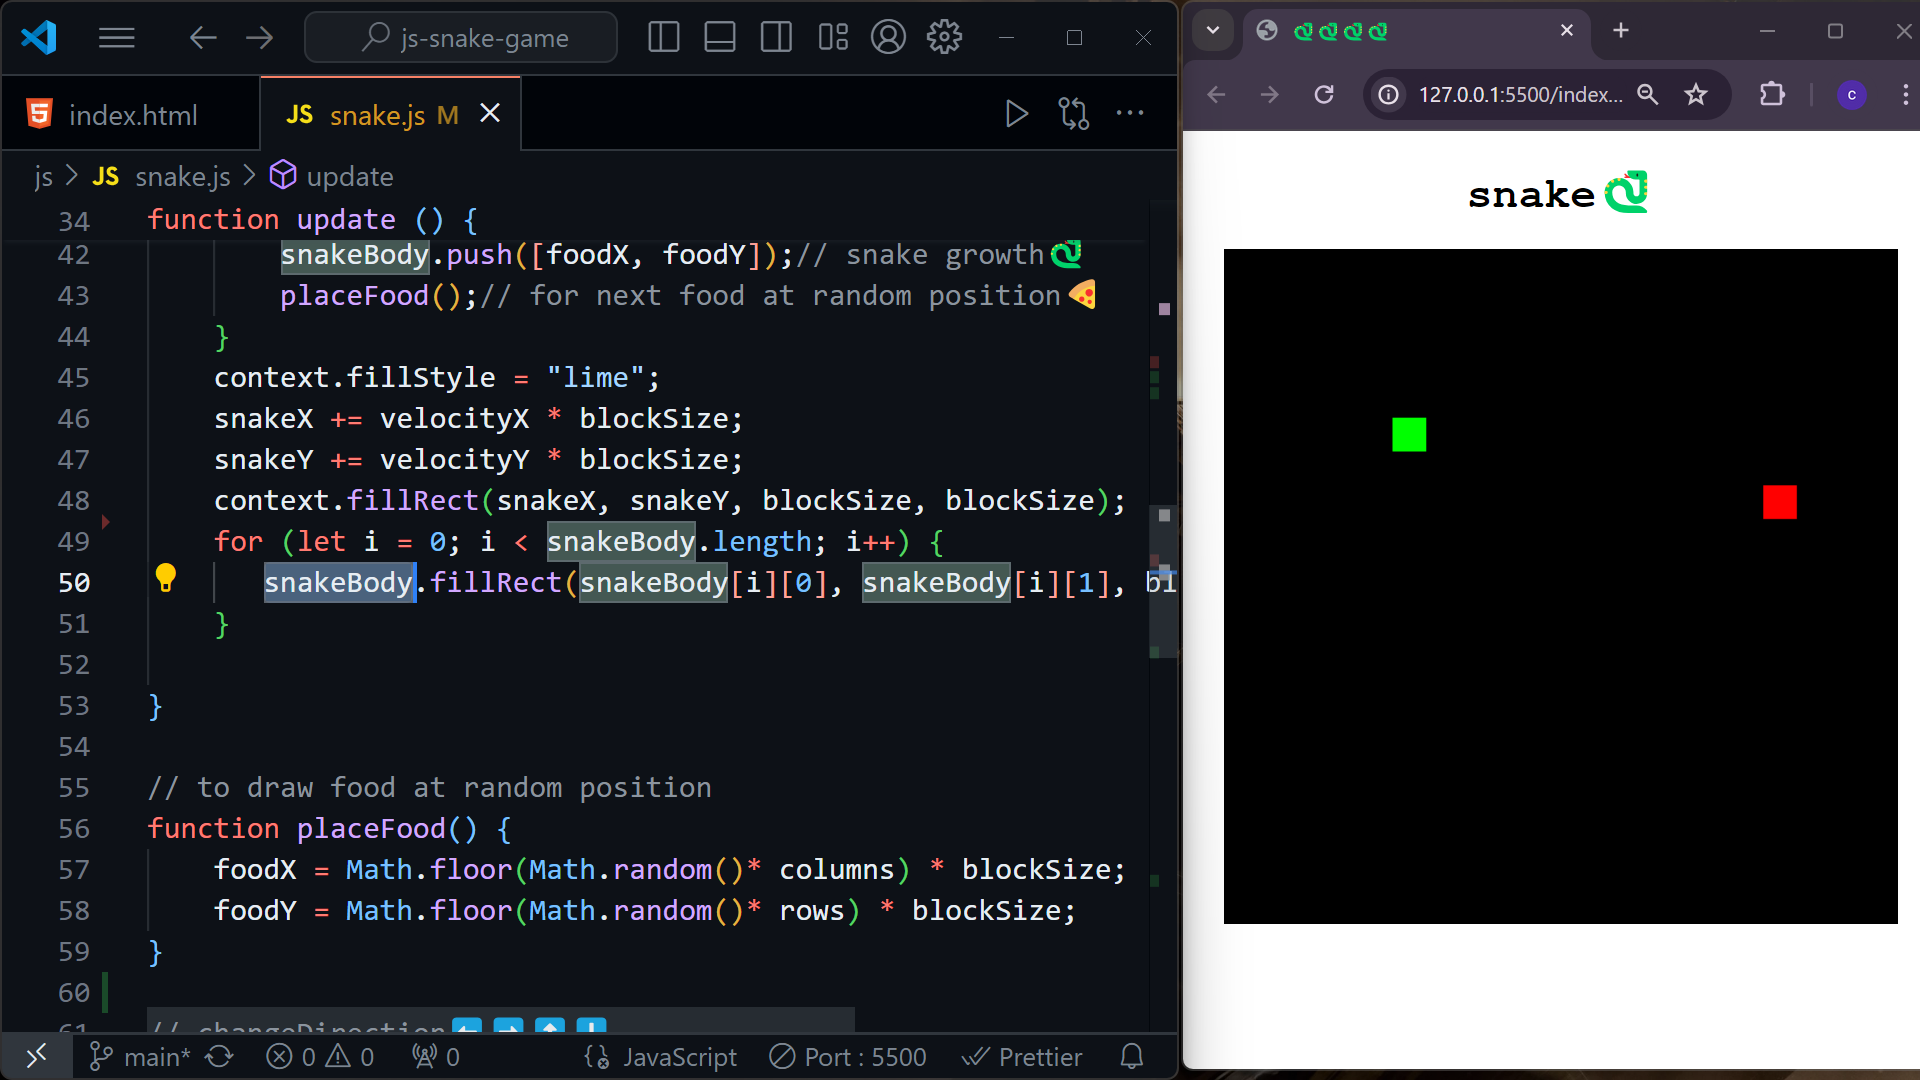 js-snake-game
index.html
JS snake.js M
js > JS snake.js > update
34 function update () {
42 snakeBody.push([foodX, foodY]);// snake growth🐍
43 placeFood();// for next food at random position🍕
44 }
45 context.fillStyle = "lime";
46 snakeX += velocityX * blockSize;
47 snakeY += velocityY * blockSize;
48 context.fillRect(snakeX, snakeY, blockSize, blockSize);
49 for (let i = 0; i < snakeBody.length; i++) {
50 snakeBody.fillRect(snakeBody[i][0], snakeBody[i][1], bl
51 }
52
53 }
54
55 // to draw food at random position
56 function placeFood() {
57 foodX = Math.floor(Math.random()* columns) * blockSize;
58 foodY = Math.floor(Math.random()* rows) * blockSize;
59 }
60
61 // changeDirection⬅️➡️⬆️⬇️
main* 0 0 0 JavaScript Port : 5500 Prettier
🐍🐍🐍🐍
127.0.0.1:5500/index...
c
snake🐍